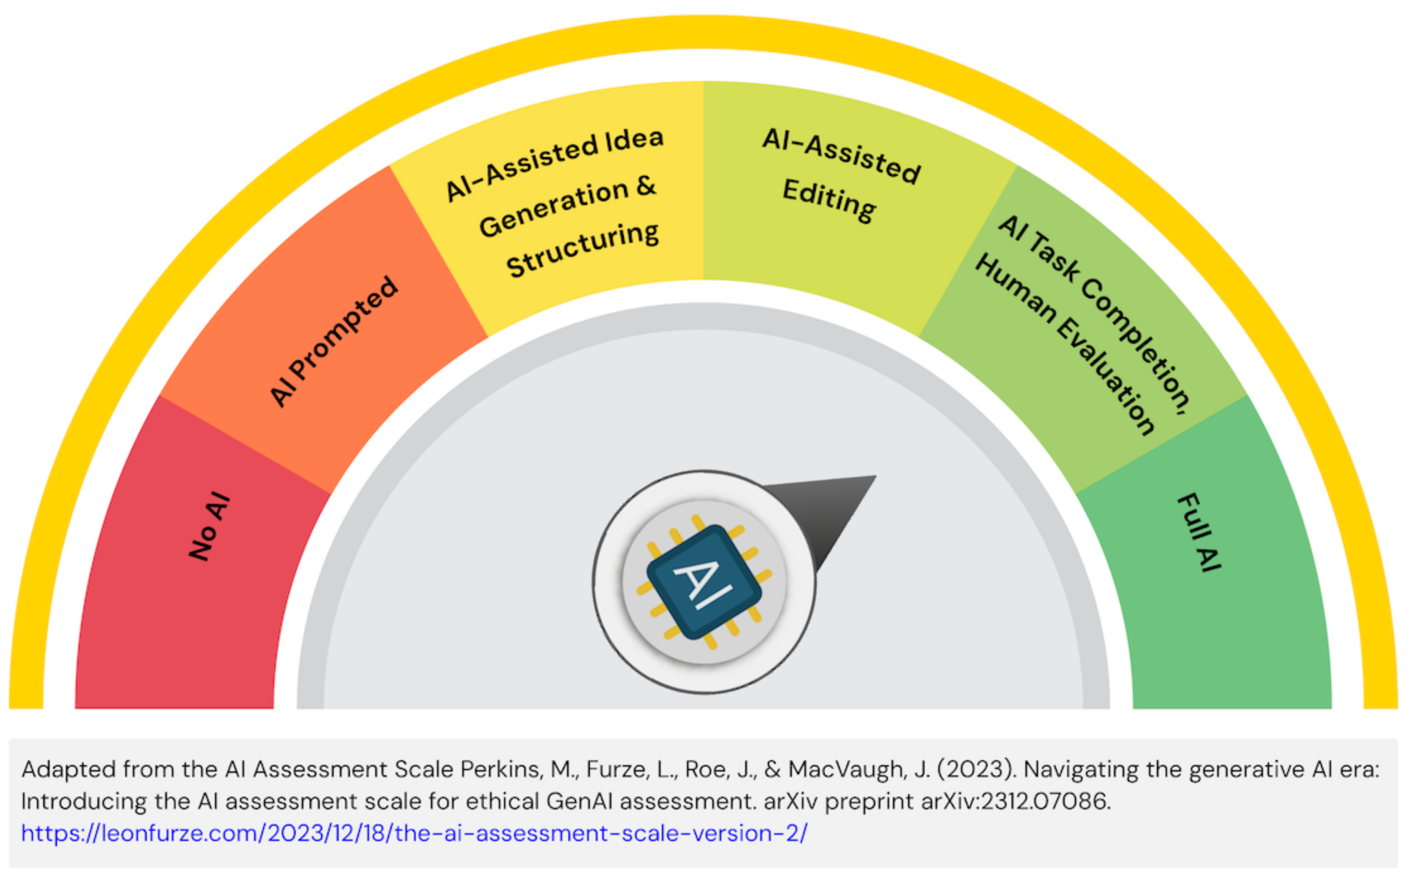 No AI
AI Prompted
AI-Assisted Idea
Generation &
Structuring
AI-Assisted
Editing
AI Task Completion,
Human Evaluation
Full AI
AI
Adapted from the AI Assessment Scale Perkins, M., Furze, L., Roe, J., & MacVaugh, J. (2023). Navigating the generative AI era:
Introducing the AI assessment scale for ethical GenAI assessment. arXiv preprint arXiv:2312.07086.
https://leonfurze.com/2023/12/18/the-ai-assessment-scale-version-2/